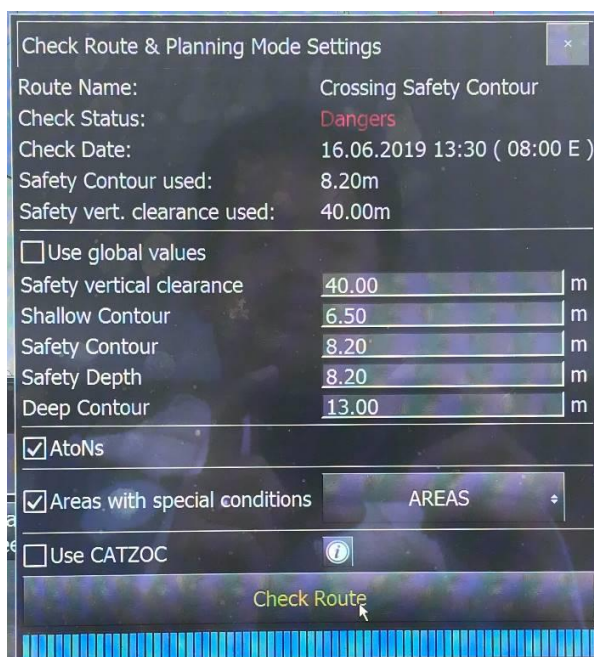 Check Route & Planning Mode Settings
Route Name: Crossing Safety Contour
Check Status: Dangers
Check Date: 16.06.2019 13:30 ( 08:00 E )
Safety Contour used: 8.20m
Safety vert. clearance used: 40.00m
Use global values
Safety vertical clearance 40.00 m
Shallow Contour 6.50 m
Safety Contour 8.20 m
Safety Depth 8.20 m
Deep Contour 13.00 m
AtoNs
Areas with special conditions AREAS
Use CATZOC i
Check Route